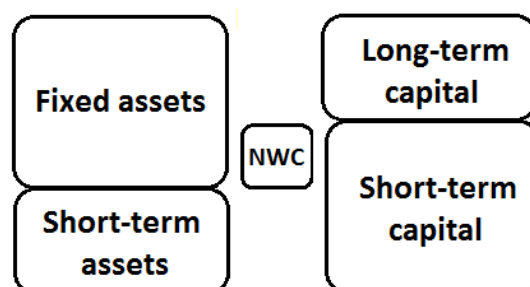 Fixed assets
Short-term
assets
NWC
Long-term
capital
Short-term
capital